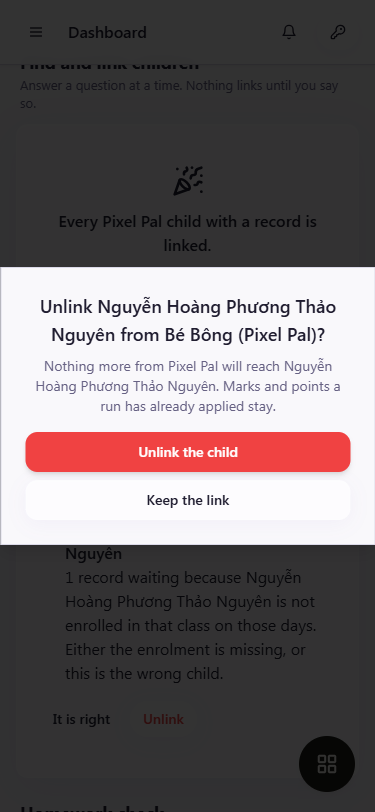 Dashboard
Find and link children
Answer a question at a time. Nothing links until you say
so.
Every Pixel Pal child with a record is
linked.
Unlink Nguyễn Hoàng Phương Thảo
Nguyên from Bé Bông (Pixel Pal)?
Nothing more from Pixel Pal will reach Nguyễn
Hoàng Phương Thảo Nguyên. Marks and points a
run has already applied stay.
Unlink the child
Keep the link
Nguyên
1 record waiting because Nguyễn
Hoàng Phương Thảo Nguyên is not
enrolled in that class on those days.
Either the enrolment is missing, or
this is the wrong child.
It is right
Unlink
Homework check